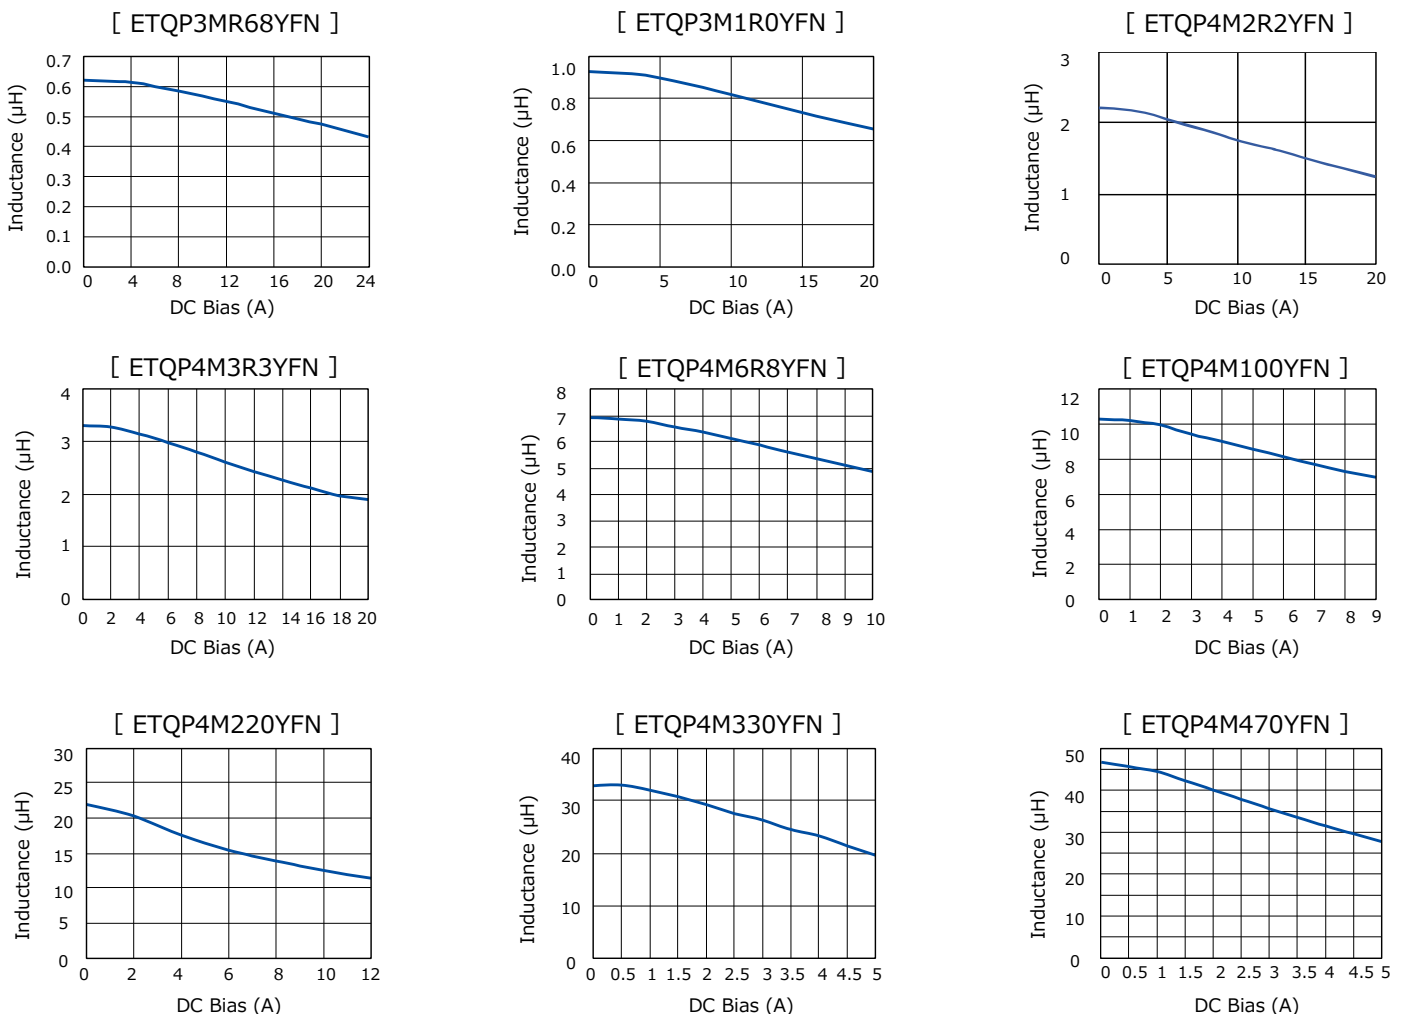 [ ETQP3MR68YFN ]
Inductance (µH)
0.7
0.6
0.5
0.4
0.3
0.2
0.1
0.0
0 4 8 12 16 20 24
DC Bias (A)
[ ETQP3M1R0YFN ]
Inductance (µH)
1.0
0.8
0.6
0.4
0.2
0.0
0 5 10 15 20
DC Bias (A)
[ ETQP4M2R2YFN ]
Inductance (µH)
3
2
1
0
0 5 10 15 20
DC Bias (A)
[ ETQP4M3R3YFN ]
Inductance (µH)
4
3
2
1
0
0 2 4 6 8 10 12 14 16 18 20
DC Bias (A)
[ ETQP4M6R8YFN ]
Inductance (µH)
8
7
6
5
4
3
2
1
0
0 1 2 3 4 5 6 7 8 9 10
DC Bias (A)
[ ETQP4M100YFN ]
Inductance (µH)
12
10
8
6
4
2
0
0 1 2 3 4 5 6 7 8 9
DC Bias (A)
[ ETQP4M220YFN ]
Inductance (µH)
30
25
20
15
10
5
0
0 2 4 6 8 10 12
DC Bias (A)
[ ETQP4M330YFN ]
Inductance (µH)
40
30
20
10
0
0 0.5 1 1.5 2 2.5 3 3.5 4 4.5 5
DC Bias (A)
[ ETQP4M470YFN ]
Inductance (µH)
50
40
30
20
10
0
0 0.5 1 1.5 2 2.5 3 3.5 4 4.5 5
DC Bias (A)